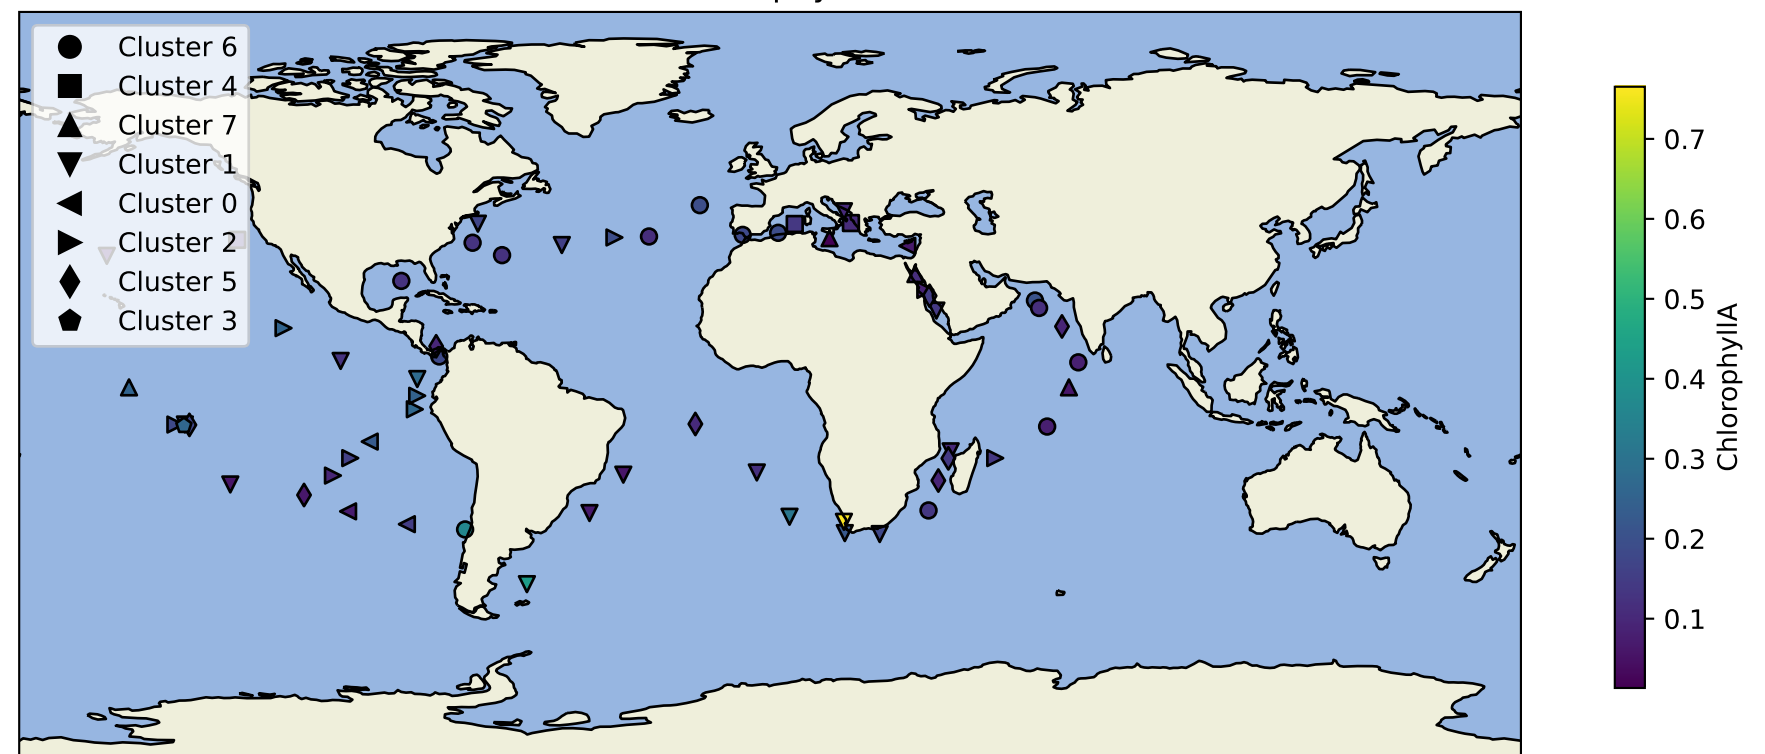 Cluster 6
Cluster 4
Cluster 7
Cluster 1
Cluster 0
Cluster 2
Cluster 5
Cluster 3
0.7
0.6
0.5
0.4
0.3
0.2
0.1
ChlorophyllA